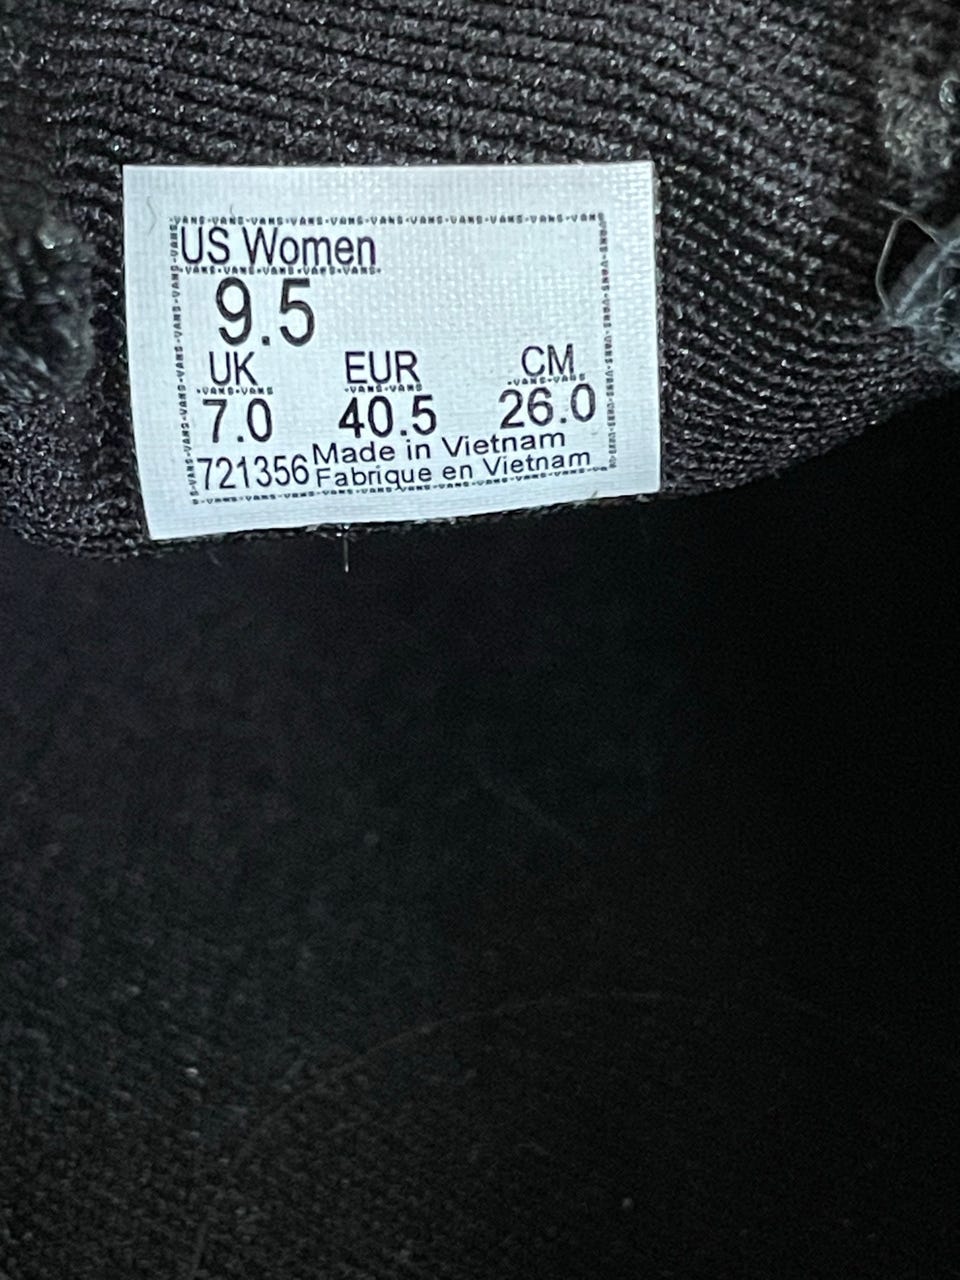 US Women
9.5
UK EUR CM
7.0 40.5 26.0
721356 Made in Vietnam
Fabrique en Vietnam